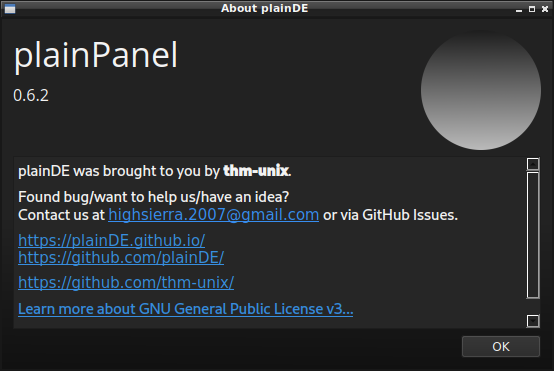 About plainDE
plainPanel
0.6.2
plainDE was brought to you by thm-unix.
Found bug/want to help us/have an idea?
Contact us at highsierra.2007@gmail.com or via GitHub Issues.
https://plainDE.github.io/
https://github.com/plainDE/
https://github.com/thm-unix/
Learn more about GNU General Public License v3...
OK